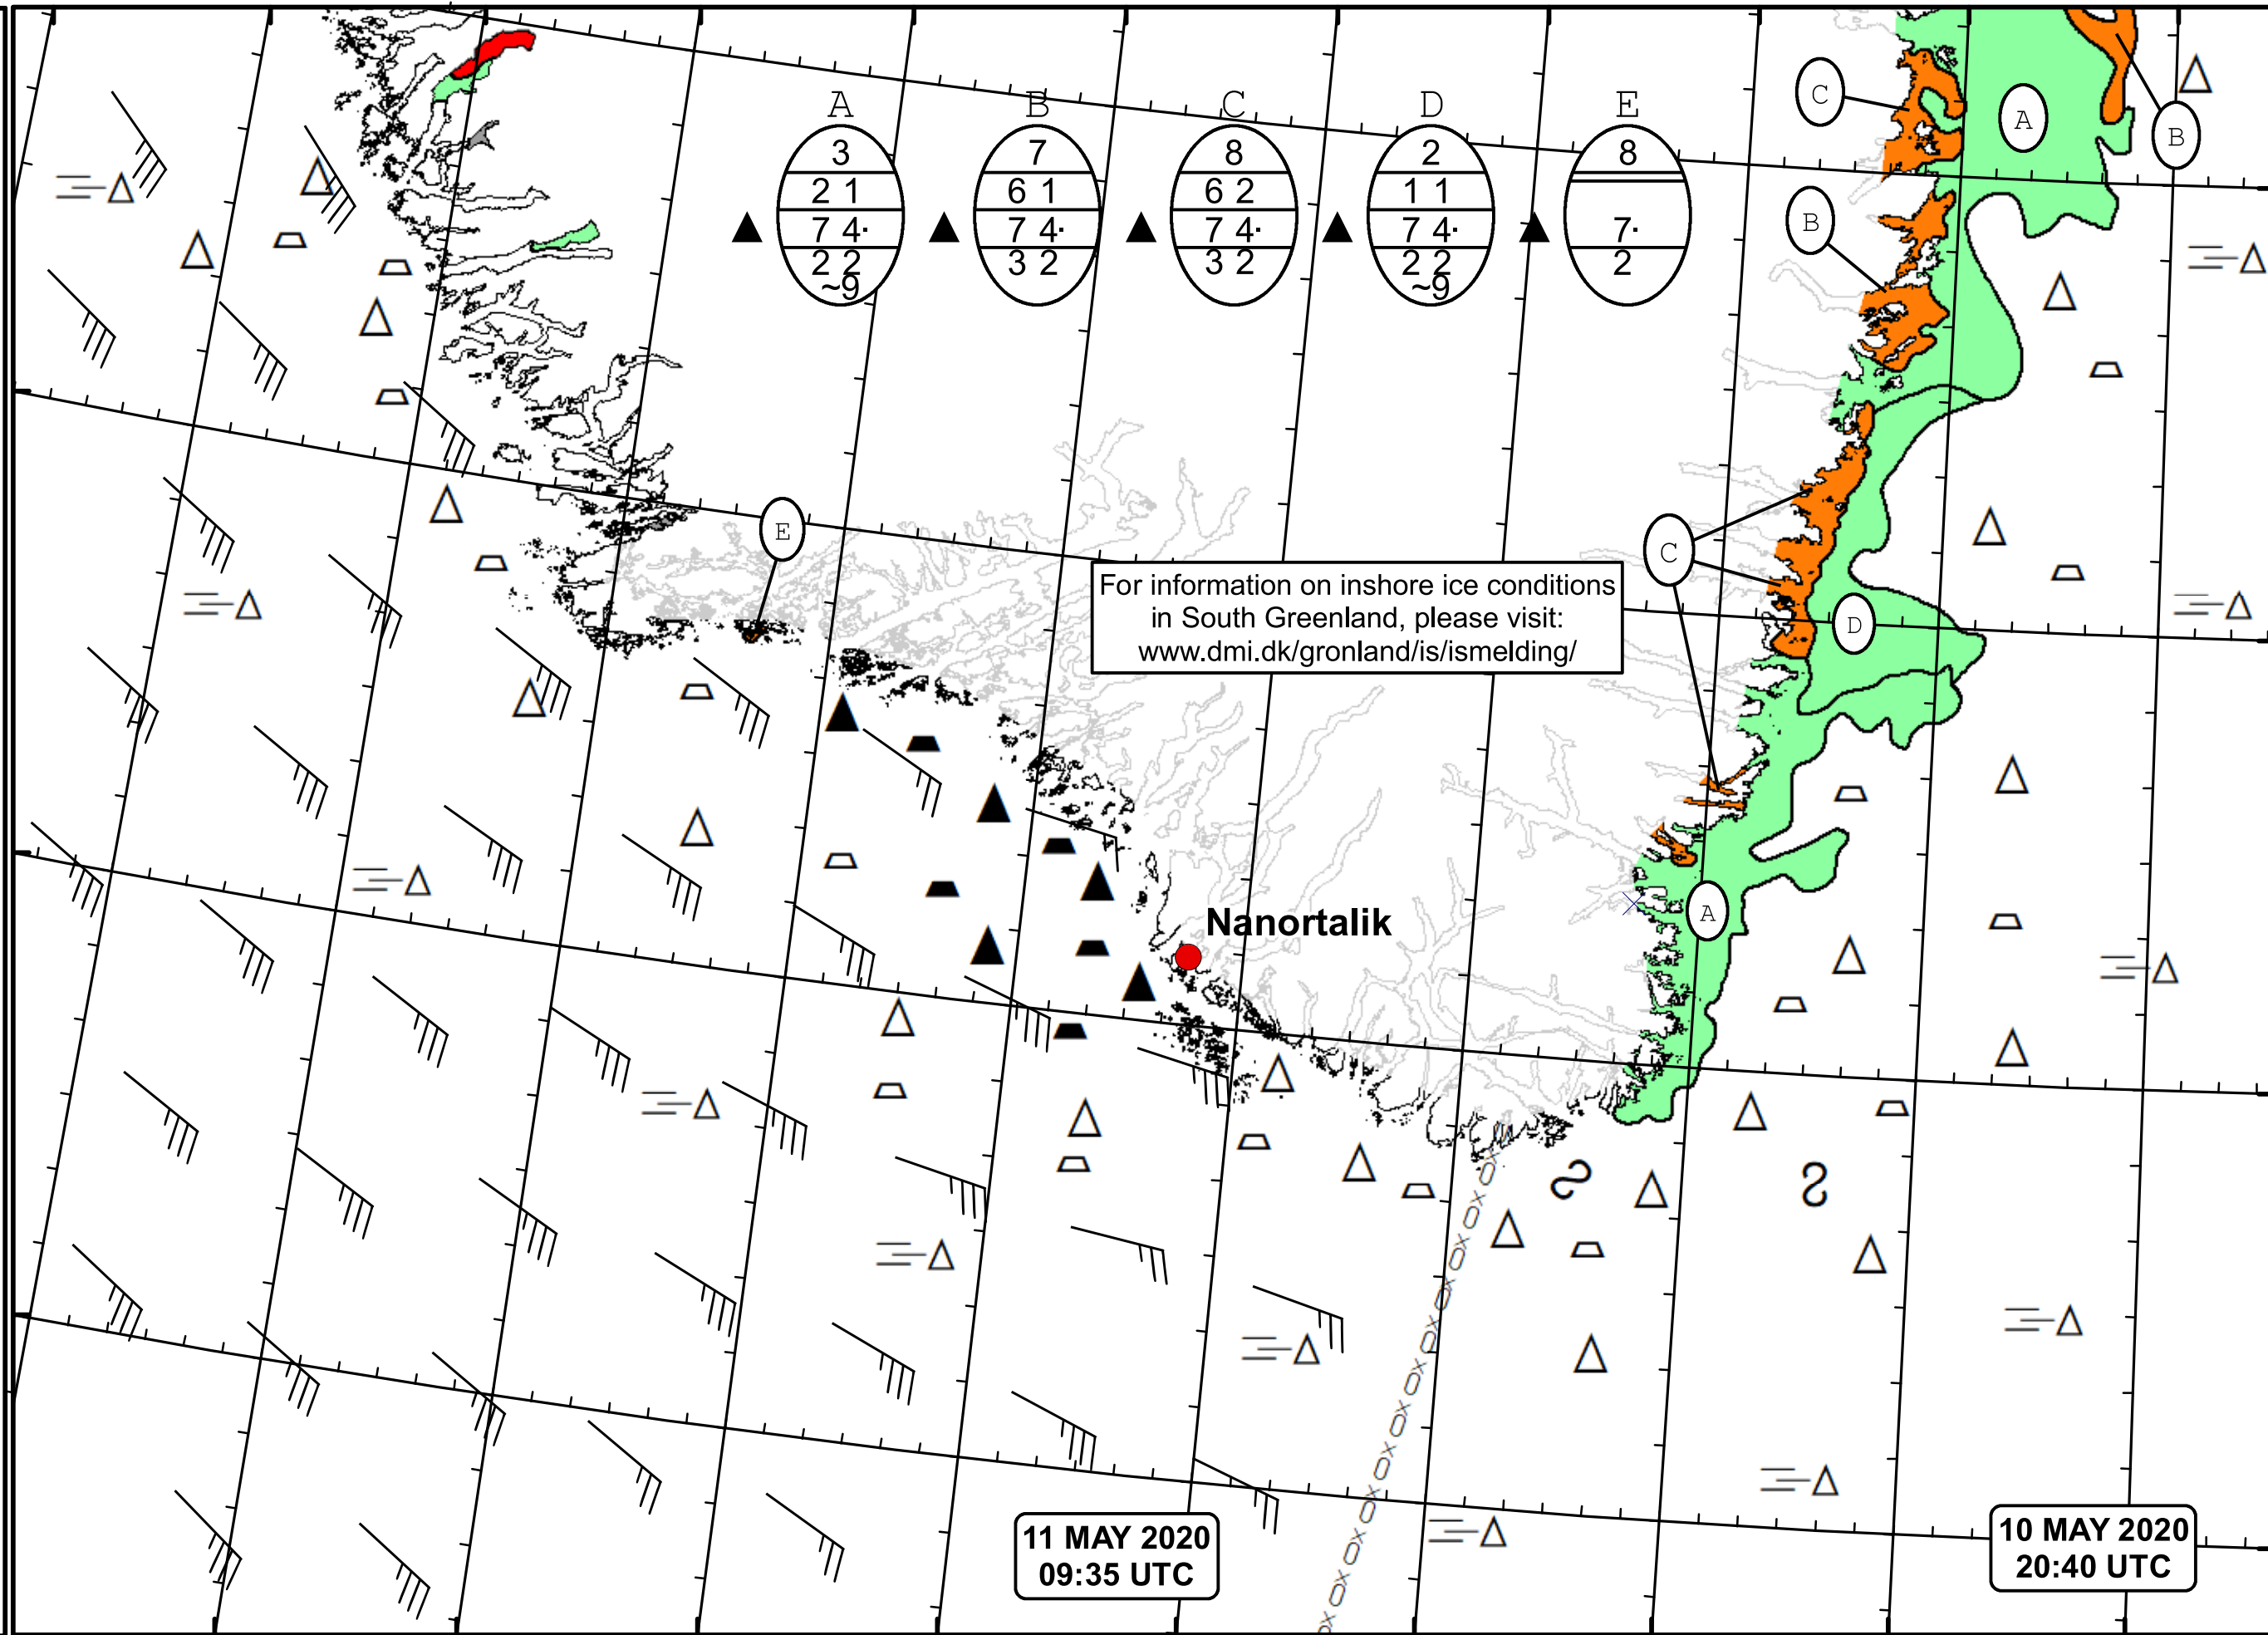 A B C D E
3 7 8 2 8
2 1 6 1 6 2 1 1
7 4· 7 4· 7 4· 7 4· 7·
2 2 3 2 3 2 2 2 2
~9 ~9
C
A
B
B
E
C
For information on inshore ice conditions
in South Greenland, please visit:
www.dmi.dk/gronland/is/ismelding/
D
A
Nanortalik
11 MAY 2020
09:35 UTC
10 MAY 2020
20:40 UTC